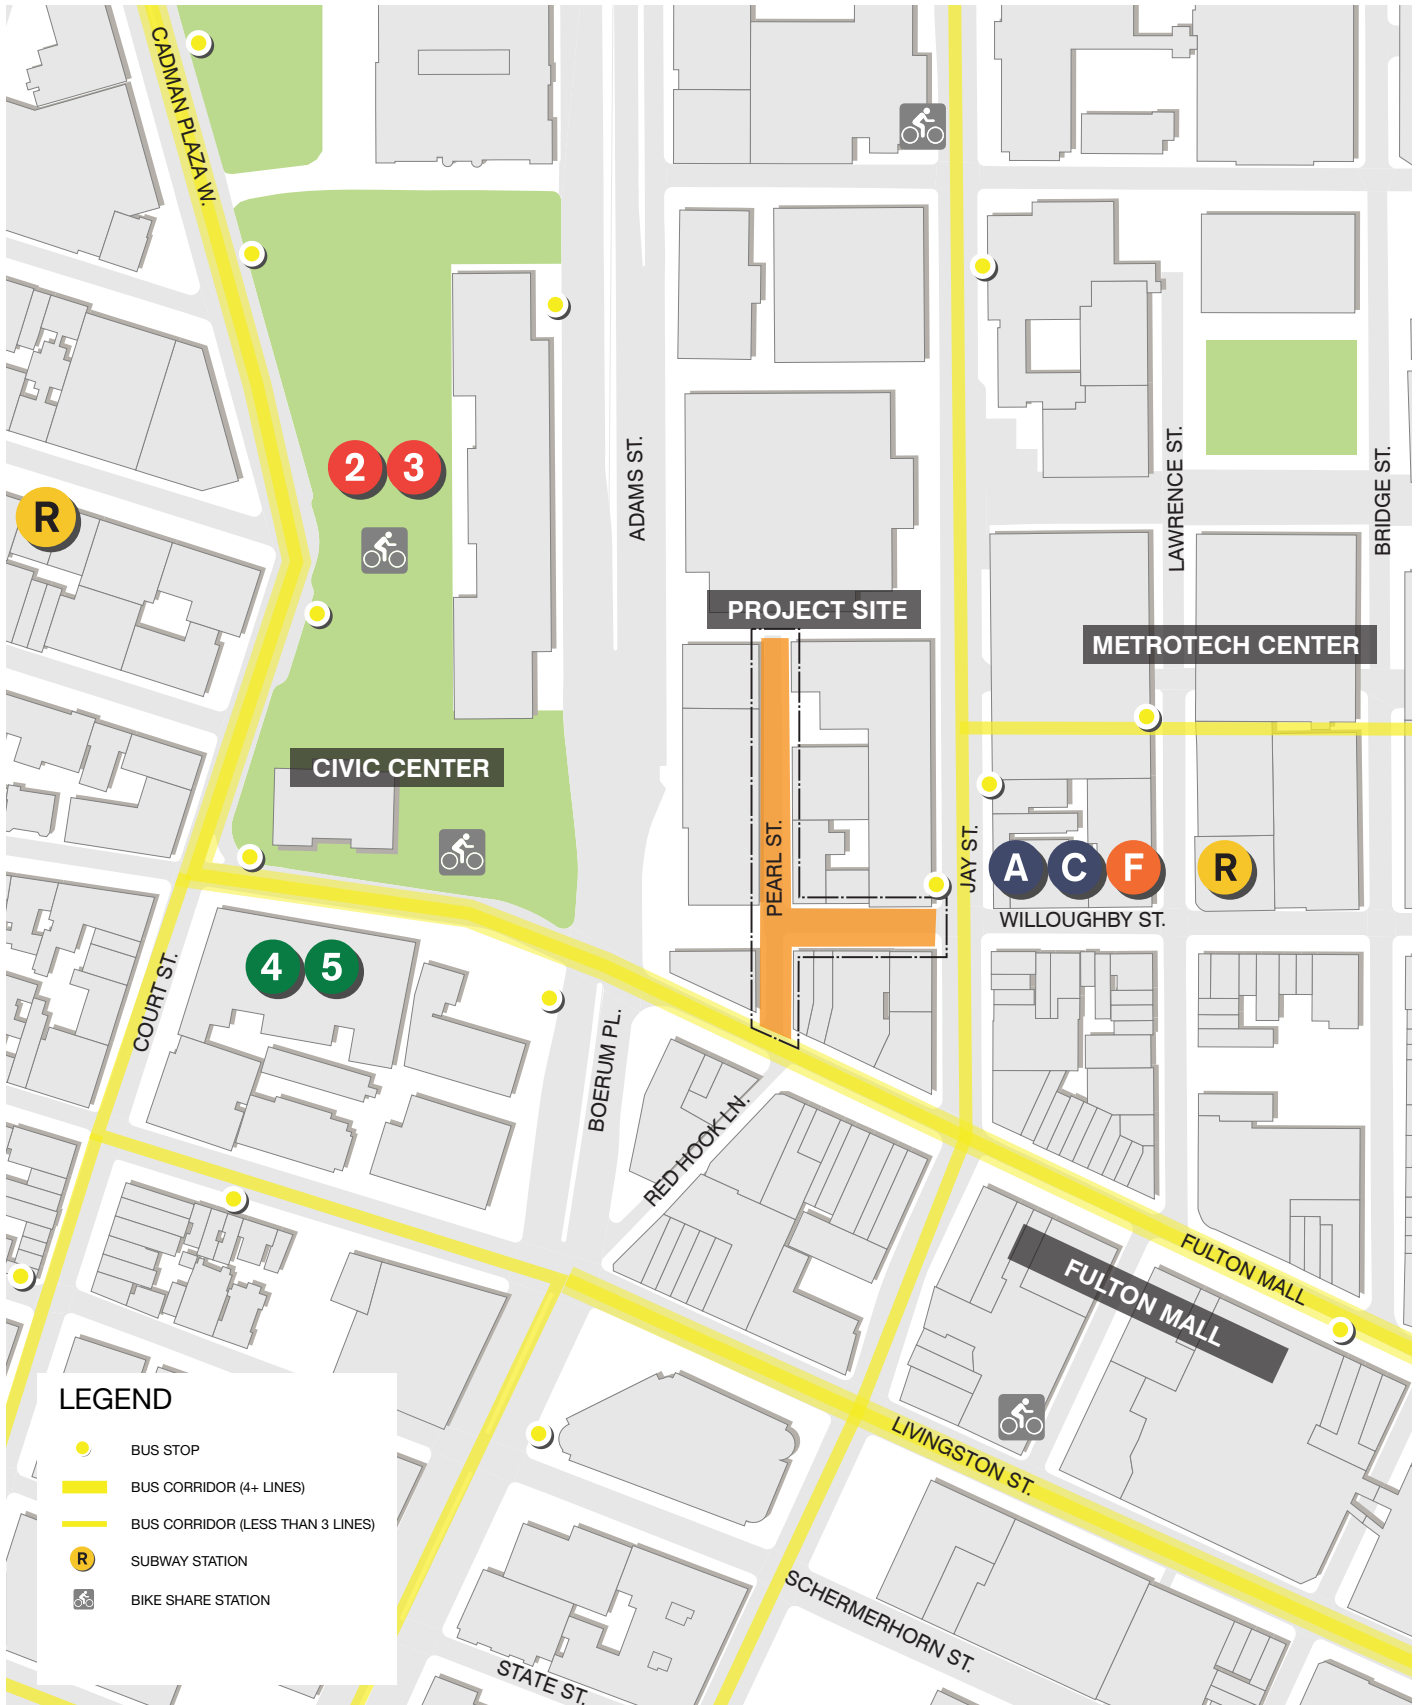 CADMAN PLAZA W.
ADAMS ST.
LAWRENCE ST.
BRIDGE ST.
2 3
R
PROJECT SITE
METROTECH CENTER
CIVIC CENTER
PEARL ST.
JAY ST.
A C F R
WILLOUGHBY ST.
COURT ST.
4 5
BOERUM PL.
RED HOOK LN.
FULTON MALL
FULTON MALL
LIVINGSTON ST.
SCHERMERHORN ST.
STATE ST.
LEGEND
BUS STOP
BUS CORRIDOR (4+ LINES)
BUS CORRIDOR (LESS THAN 3 LINES)
R SUBWAY STATION
BIKE SHARE STATION